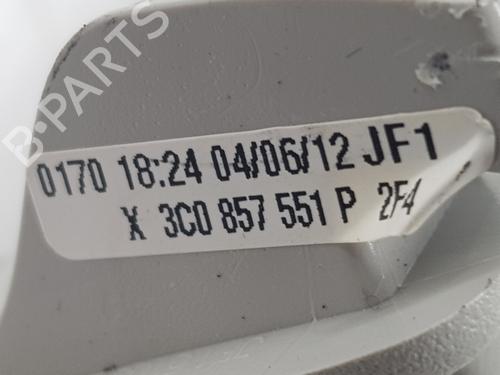 B-PARTS
0170 18:24 04/06/12 JF1
X 3C0 857 551 P 2F4